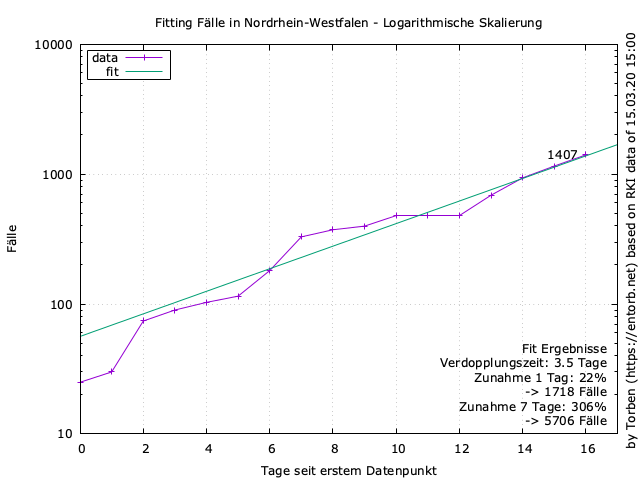 Fitting Fälle in Nordrhein-Westfalen - Logarithmische Skalierung
10000
1000
100
10
Fälle
data
fit
1407
Fit Ergebnisse
Verdopplungszeit: 3.5 Tage
Zunahme 1 Tag: 22%
-> 1718 Fälle
Zunahme 7 Tage: 306%
-> 5706 Fälle
0 2 4 6 8 10 12 14 16
Tage seit erstem Datenpunkt
by Torben (https://entorb.net) based on RKI data of 15.03.20 15:00